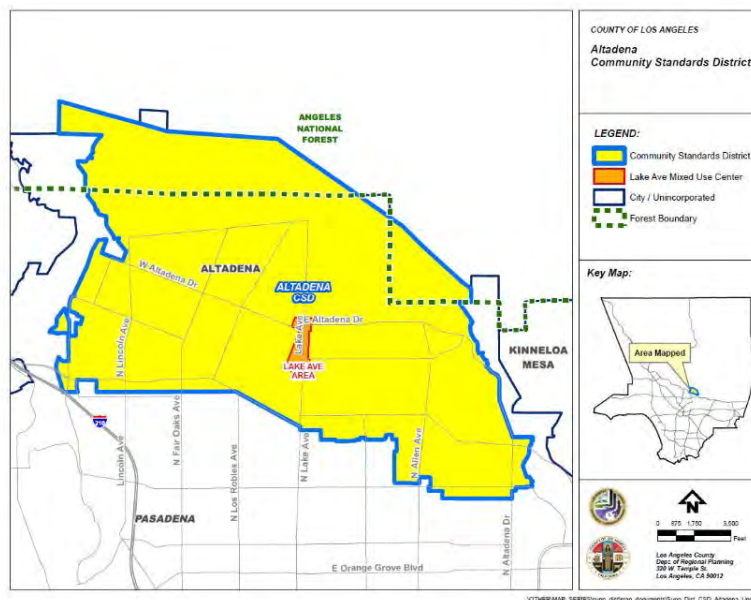 COUNTY OF LOS ANGELES
Altadena
Community Standards District
LEGEND:
Community Standards District
Lake Ave Mixed Use Center
City / Unincorporated
Forest Boundary
Key Map:
Area Mapped
N
0 875 1,750 3,500
Feet
Los Angeles County
Dept. of Regional Planning
320 W. Temple St.
Los Angeles, CA 90012
ANGELES
NATIONAL
FOREST
ALTADENA
W Altadena Dr
ALTADENA
CSD
E Altadena Dr
Lake Ave
LAKE AVE
AREA
KINNELOA
MESA
N Lincoln Ave
Lincoln Ave
N Fair Oaks Ave
N Los Robles Ave
N Lake Ave
N Allen Ave
N Altadena Dr
PASADENA
E Orange Grove Blvd